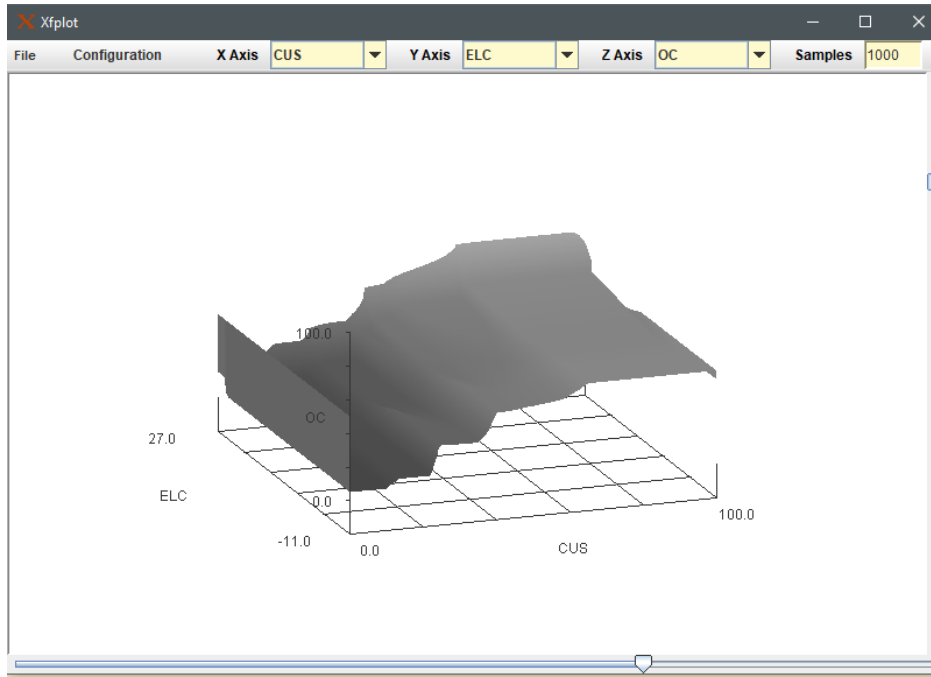 Xfplot
File Configuration X Axis CUS Y Axis ELC Z Axis OC Samples 1000
100.0
OC
27.0
ELC
0.0
100.0
-11.0
0.0
CUS